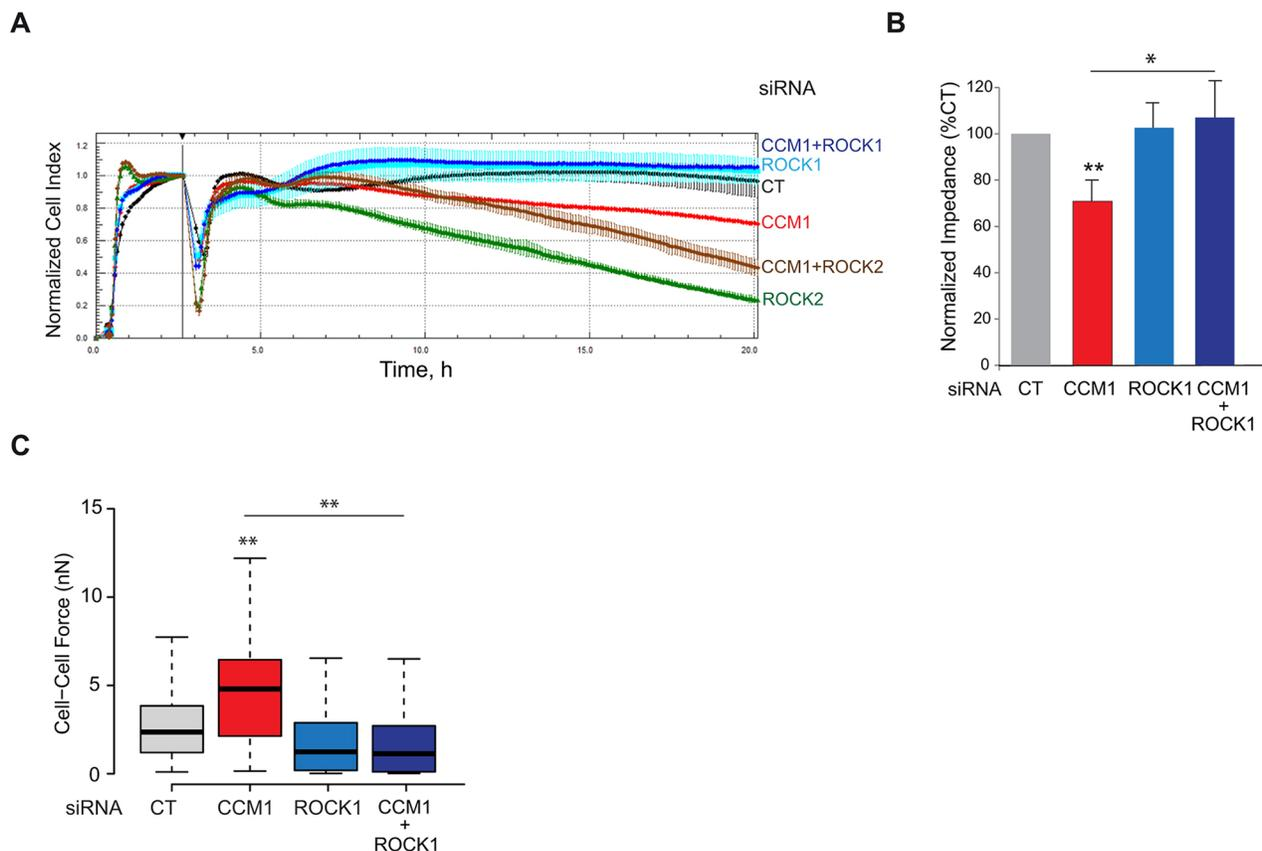 A
siRNA
Normalized Cell Index
1.2
1.0
0.8
0.6
0.4
0.2
0.0
0.0 5.0 10.0 15.0 20.0
Time, h
CCM1+ROCK1
ROCK1
CT
CCM1
CCM1+ROCK2
ROCK2
B
Normalized Impedance (%CT)
120
100
80
60
40
20
0
*
**
siRNA CT CCM1 ROCK1 CCM1
+
ROCK1
C
Cell−Cell Force (nN)
15
10
5
0
**
**
siRNA CT CCM1 ROCK1 CCM1
+
ROCK1